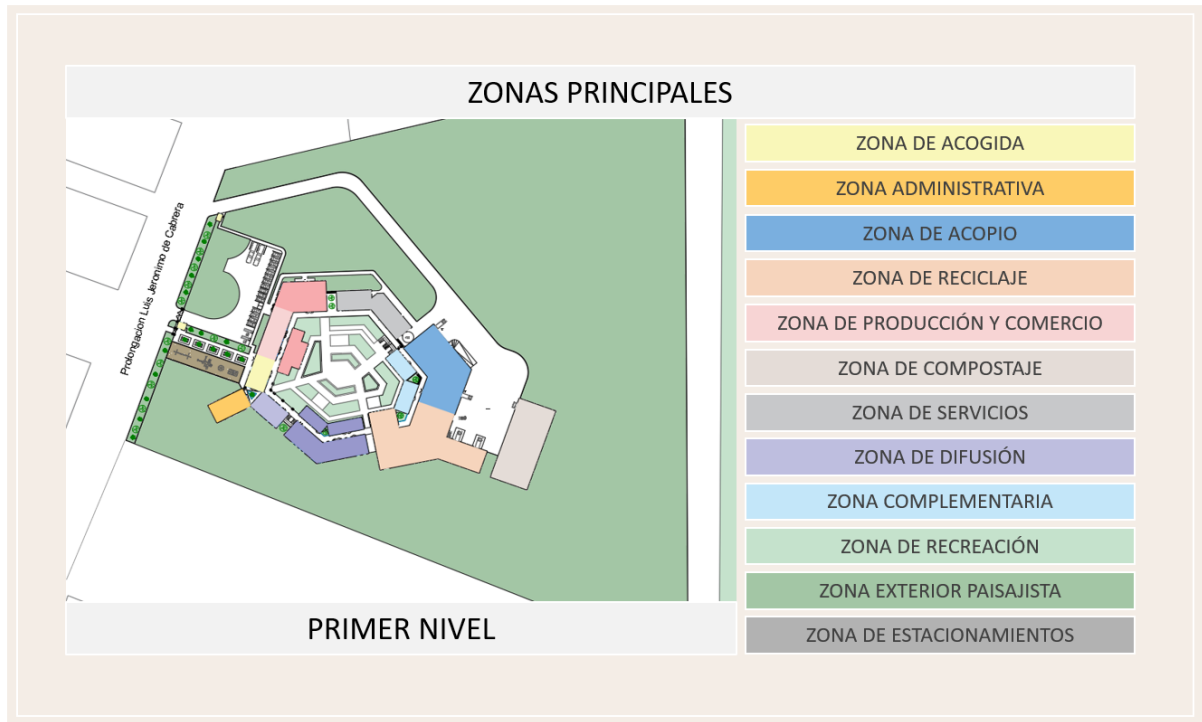 ZONAS PRINCIPALES
Prolongacion Luis Jeronimo de Cabrera
ZONA DE ACOGIDA
ZONA ADMINISTRATIVA
ZONA DE ACOPIO
ZONA DE RECICLAJE
ZONA DE PRODUCCIÓN Y COMERCIO
ZONA DE COMPOSTAJE
ZONA DE SERVICIOS
ZONA DE DIFUSIÓN
ZONA COMPLEMENTARIA
ZONA DE RECREACIÓN
ZONA EXTERIOR PAISAJISTA
ZONA DE ESTACIONAMIENTOS
PRIMER NIVEL